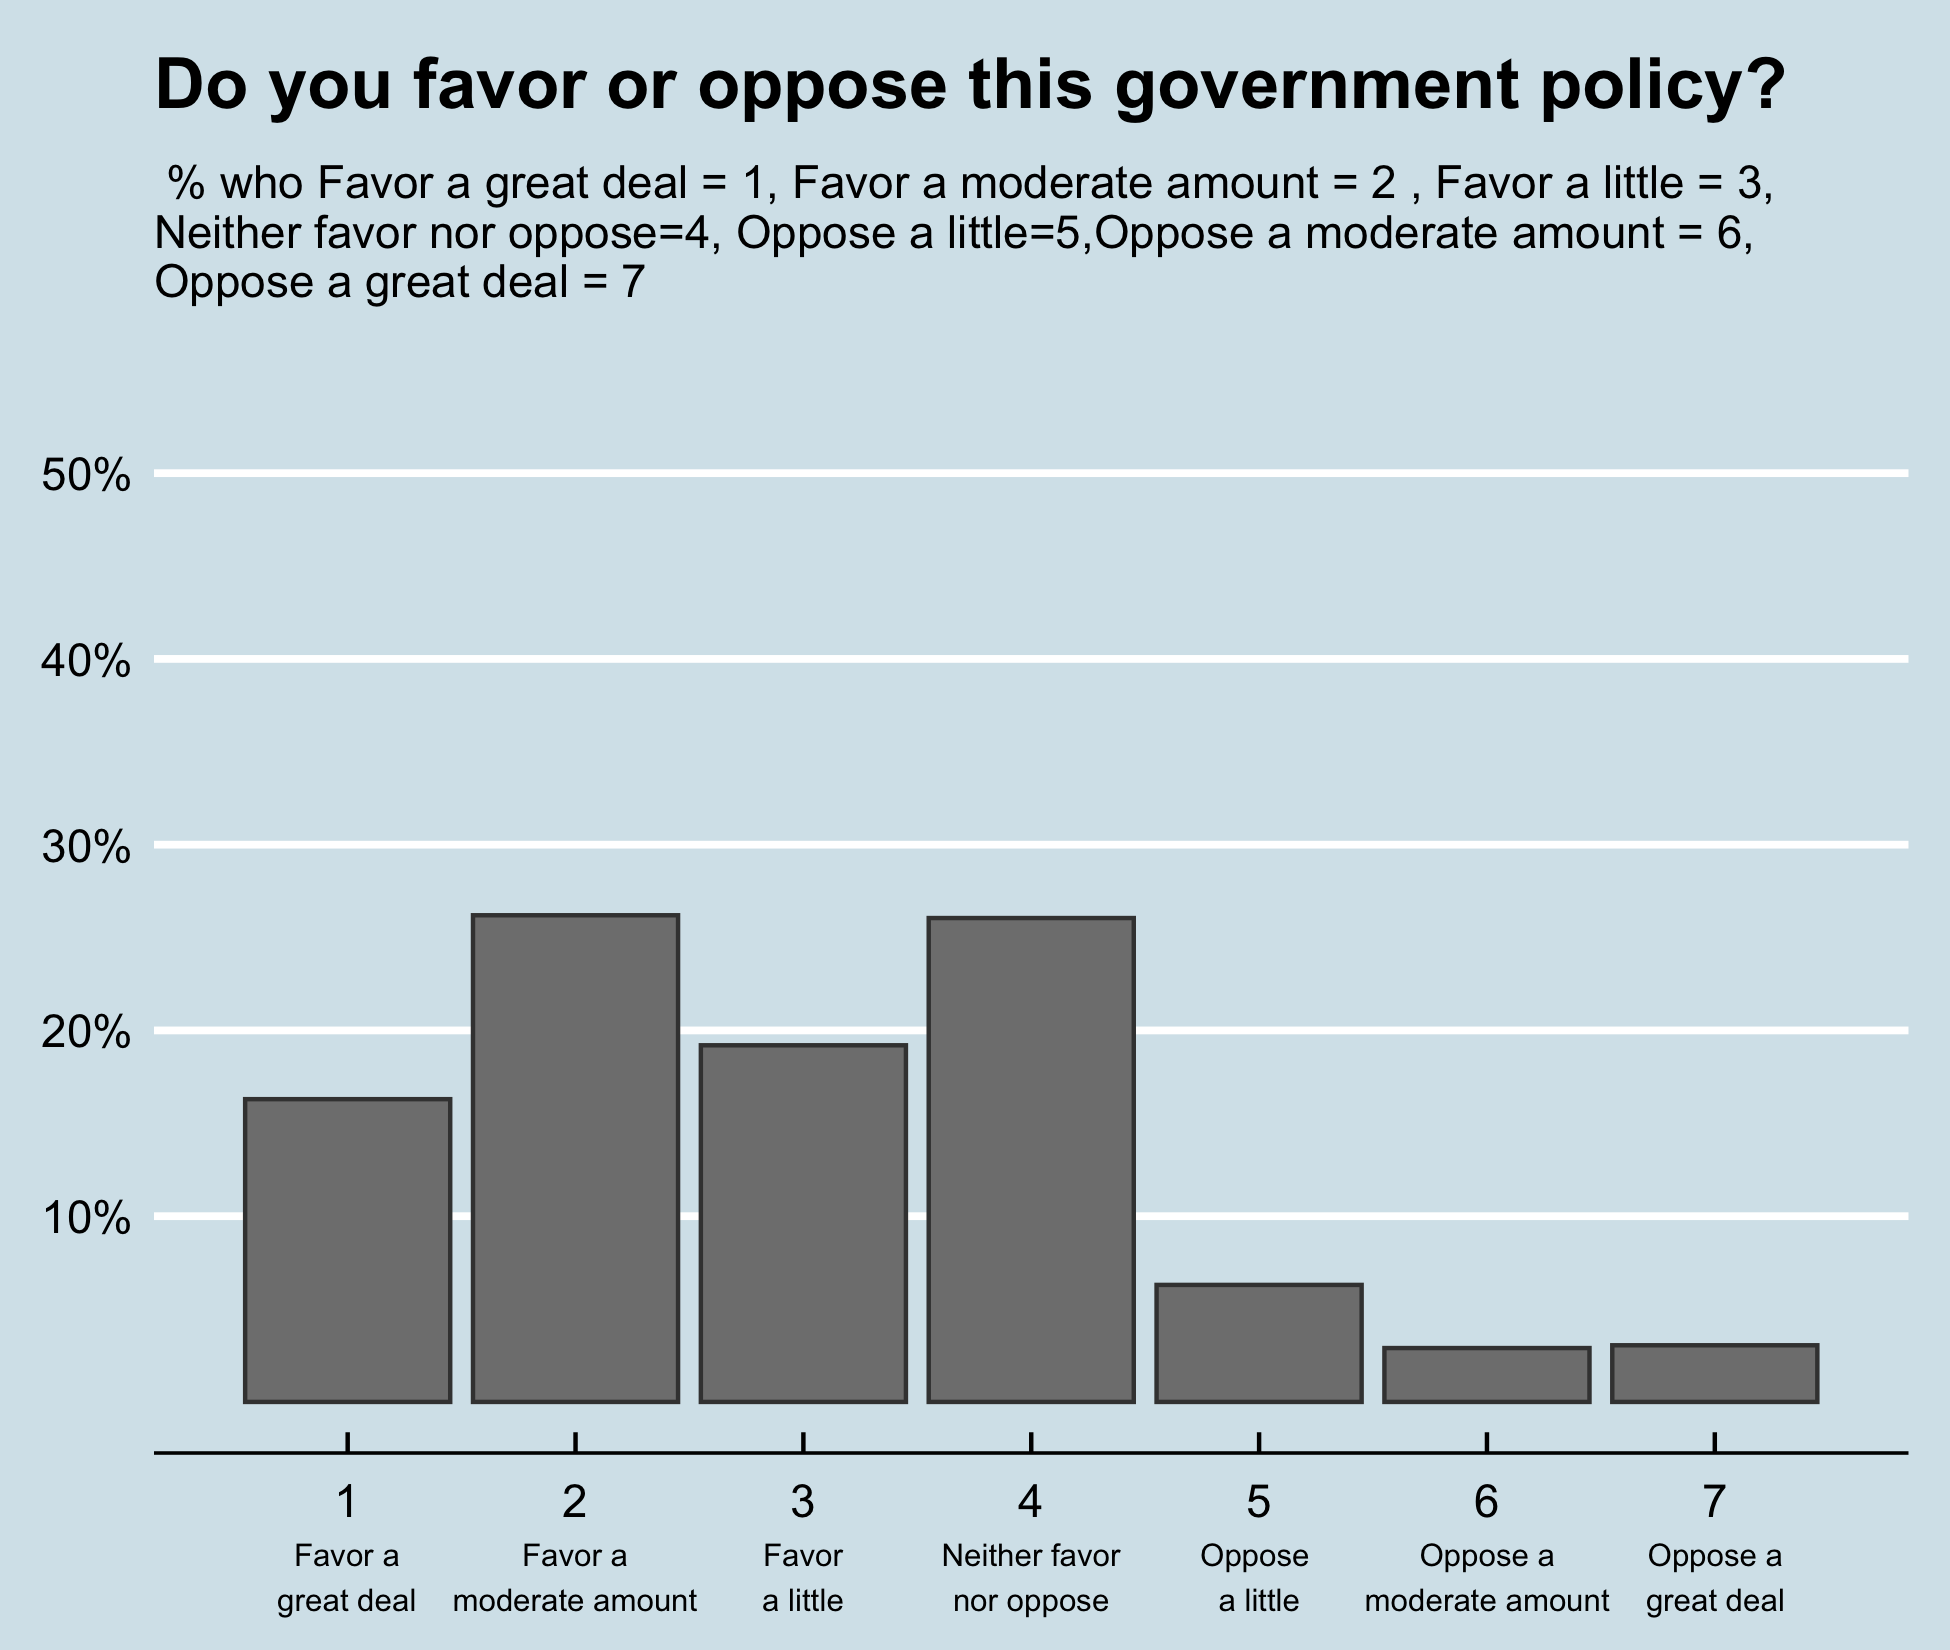 Do you favor or oppose this government policy?
% who Favor a great deal = 1, Favor a moderate amount = 2 , Favor a little = 3,
Neither favor nor oppose=4, Oppose a little=5,Oppose a moderate amount = 6,
Oppose a great deal = 7
50%
40%
30%
20%
10%
1 2 3 4 5 6 7
Favor a Favor a Favor Neither favor Oppose Oppose a Oppose a
great deal moderate amount a little nor oppose a little moderate amount great deal